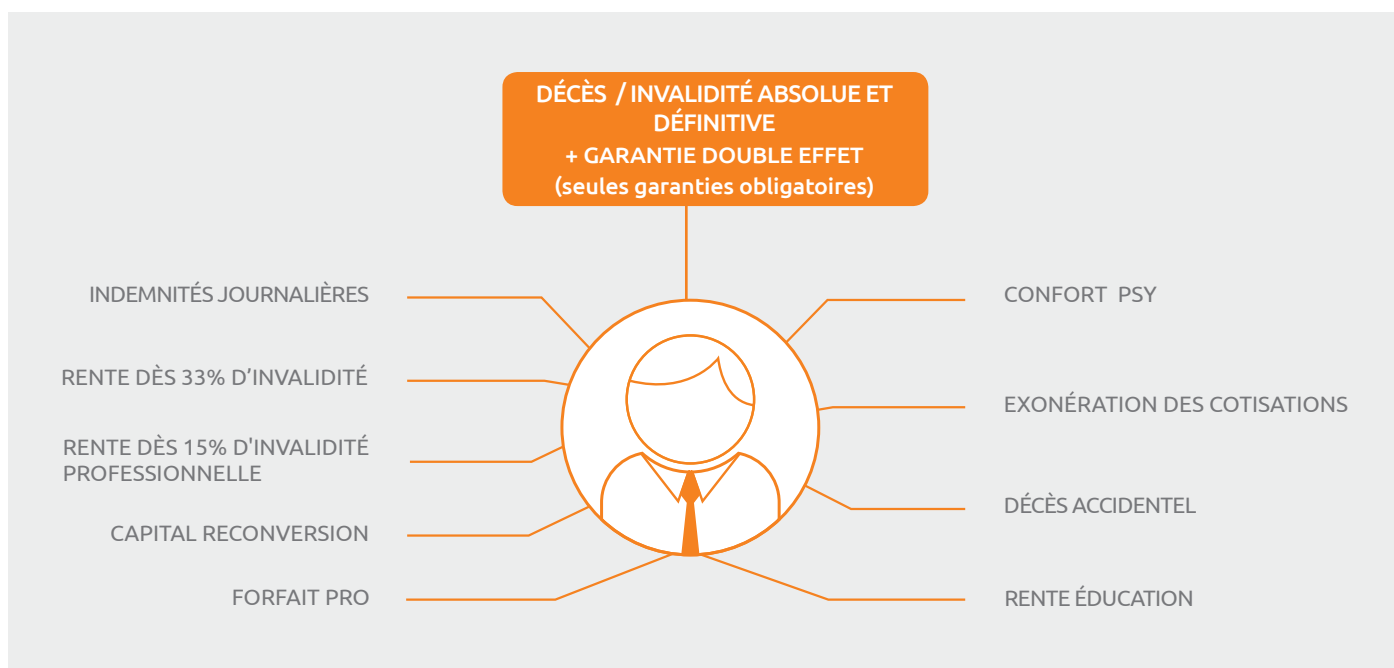 DÉCÈS / INVALIDITÉ ABSOLUE ET
DÉFINITIVE
+ GARANTIE DOUBLE EFFET
(seules garanties obligatoires)
INDEMNITÉS JOURNALIÈRES
RENTE DÈS 33% D’INVALIDITÉ
RENTE DÈS 15% D'INVALIDITÉ
PROFESSIONNELLE
CAPITAL RECONVERSION
FORFAIT PRO
CONFORT PSY
EXONÉRATION DES COTISATIONS
DÉCÈS ACCIDENTEL
RENTE ÉDUCATION